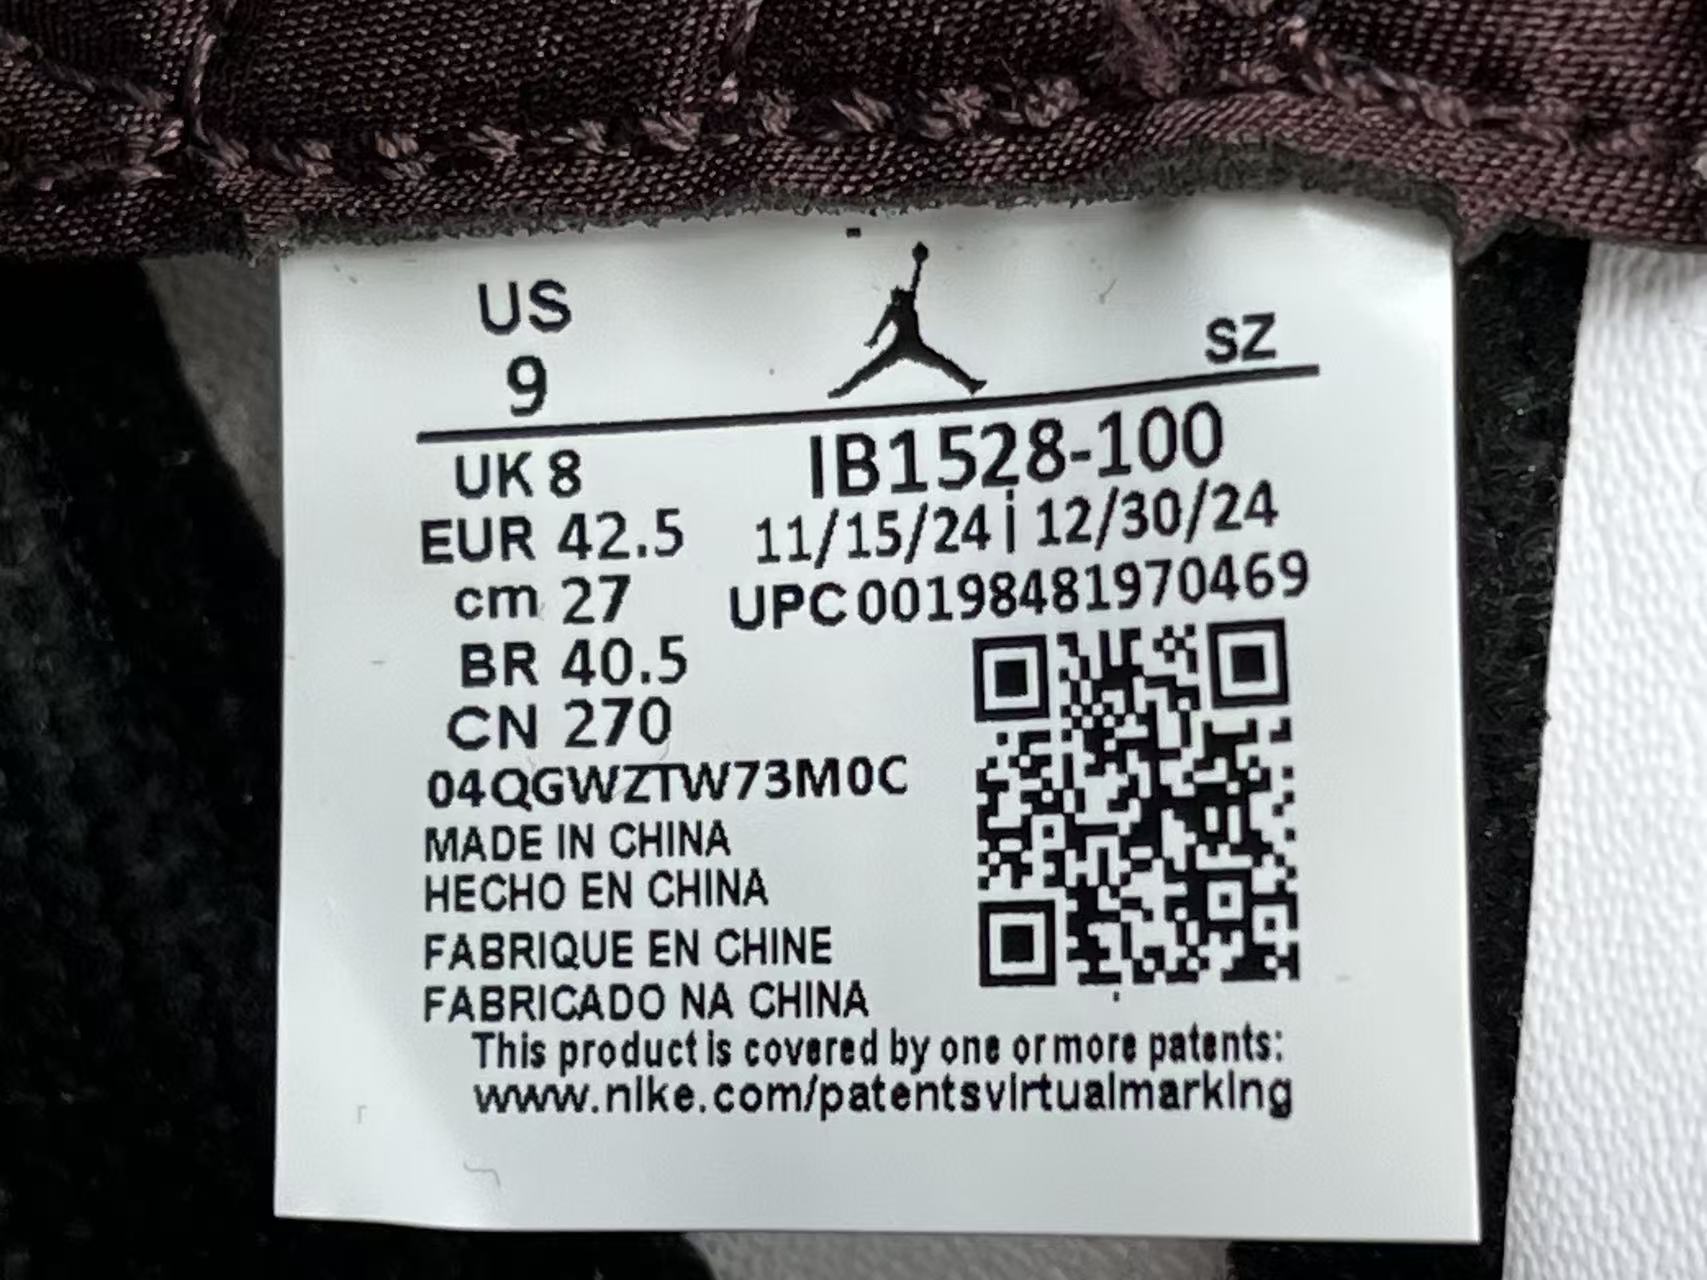 US
9
SZ
UK 8
IB1528-100
EUR 42.5
11/15/24 | 12/30/24
cm 27
UPC 00198481970469
BR 40.5
CN 270
04QGWZTW73M0C
MADE IN CHINA
HECHO EN CHINA
FABRIQUE EN CHINE
FABRICADO NA CHINA
This product is covered by one or more patents:
www.nike.com/patentsvirtualmarking